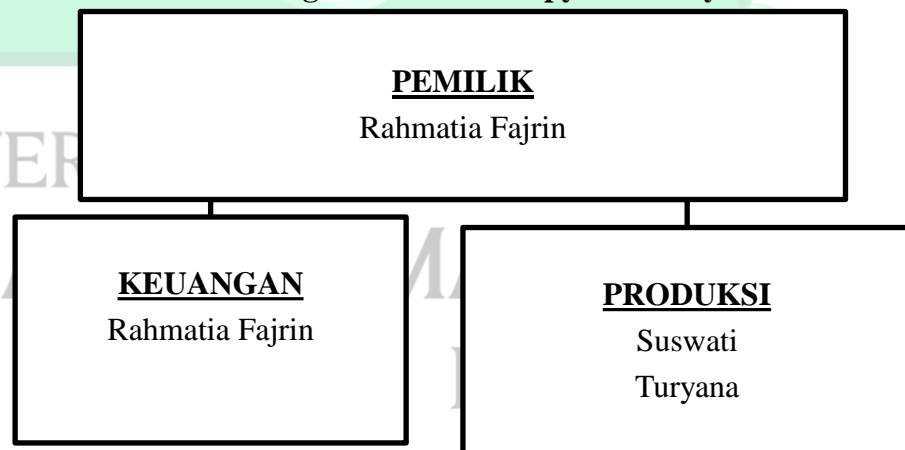 PEMILIK
Rahmatia Fajrin
KEUANGAN
Rahmatia Fajrin
PRODUKSI
Suswati
Turyana